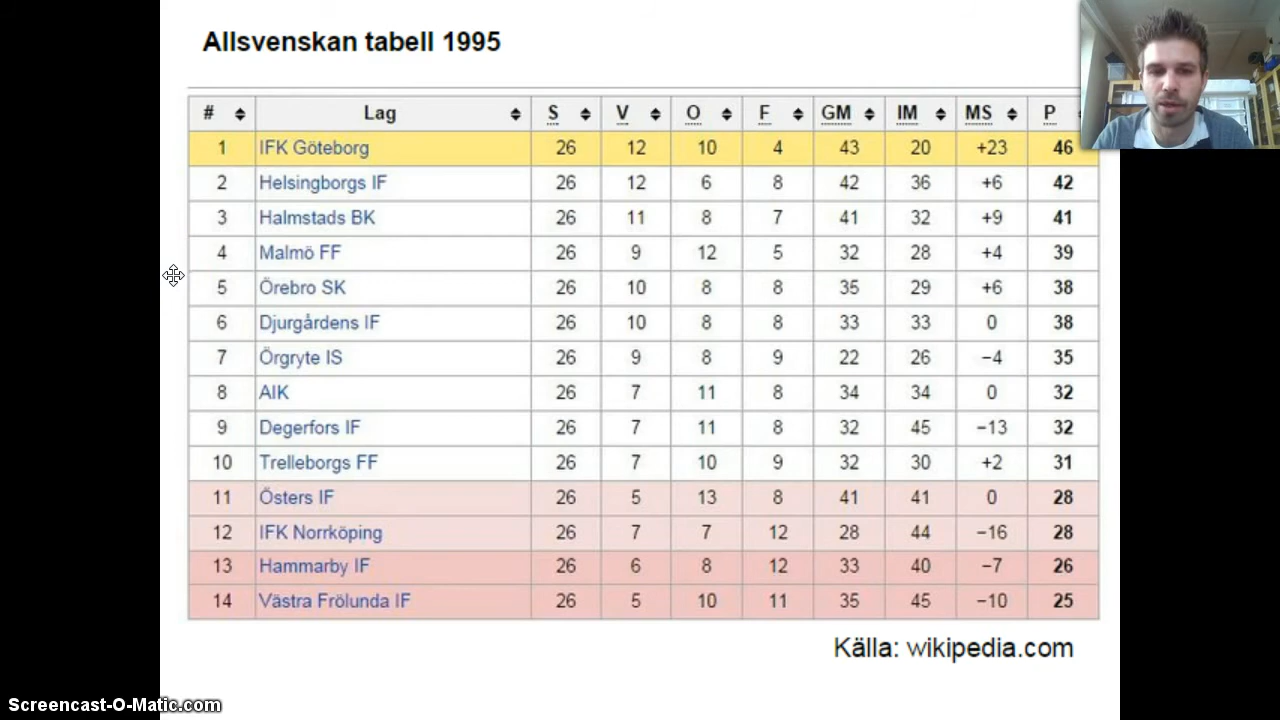 Allsvenskan tabell 1995
# Lag S V O F GM IM MS P
1 IFK Göteborg 26 12 10 4 43 20 +23 46
2 Helsingborgs IF 26 12 6 8 42 36 +6 42
3 Halmstads BK 26 11 8 7 41 32 +9 41
4 Malmö FF 26 9 12 5 32 28 +4 39
5 Örebro SK 26 10 8 8 35 29 +6 38
6 Djurgårdens IF 26 10 8 8 33 33 0 38
7 Örgryte IS 26 9 8 9 22 26 −4 35
8 AIK 26 7 11 8 34 34 0 32
9 Degerfors IF 26 7 11 8 32 45 −13 32
10 Trelleborgs FF 26 7 10 9 32 30 +2 31
11 Östers IF 26 5 13 8 41 41 0 28
12 IFK Norrköping 26 7 7 12 28 44 −16 28
13 Hammarby IF 26 6 8 12 33 40 −7 26
14 Västra Frölunda IF 26 5 10 11 35 45 −10 25
Källa: wikipedia.com
Screencast-O-Matic.com